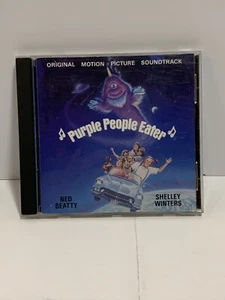 ORIGINAL MOTION PICTURE SOUNDTRACK
Purple People Eater
NED BEATTY
SHELLEY WINTERS